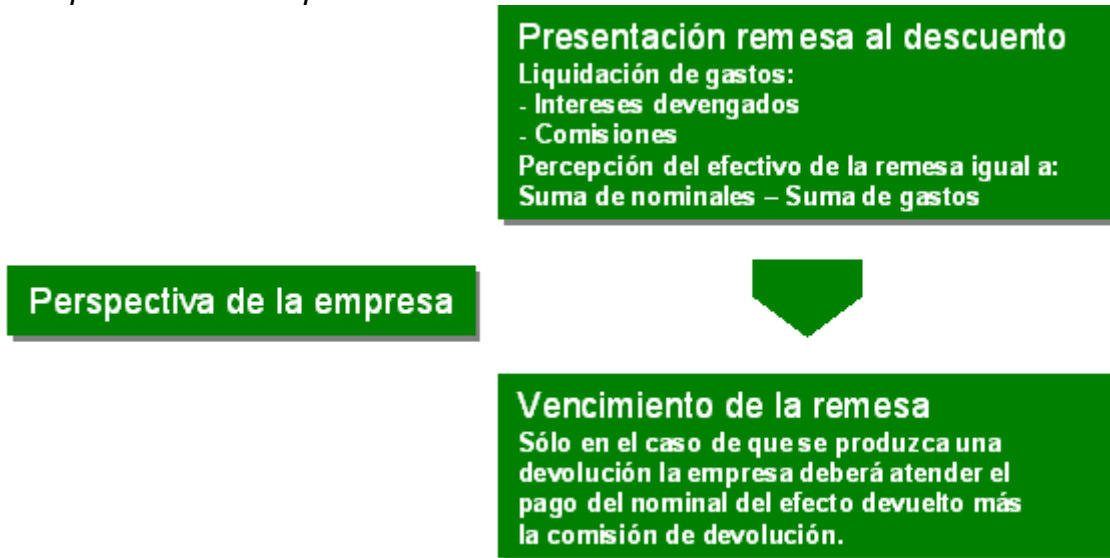 Presentación remesa al descuento
Liquidación de gastos:
- Intereses devengados
- Comisiones
Percepción del efectivo de la remesa igual a:
Suma de nominales – Suma de gastos
Perspectiva de la empresa
Vencimiento de la remesa
Sólo en el caso de que se produzca una
devolución la empresa deberá atender el
pago del nominal del efecto devuelto más
la comisión de devolución.